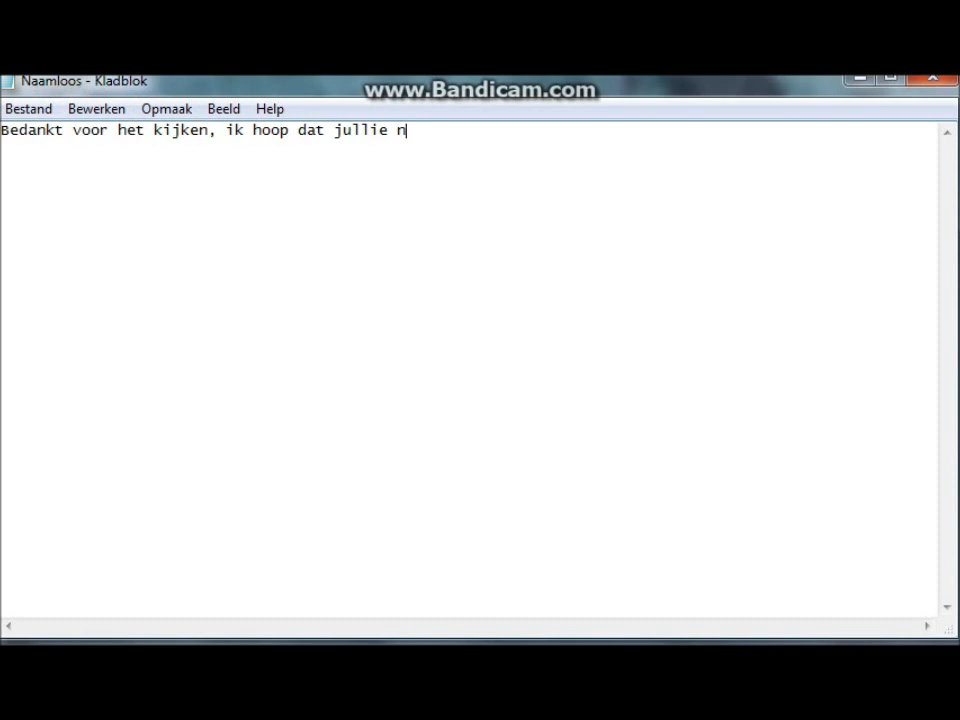 Naamloos - Kladblok
www.Bandicam.com
Bestand Bewerken Opmaak Beeld Help
Bedankt voor het kijken, ik hoop dat jullie n